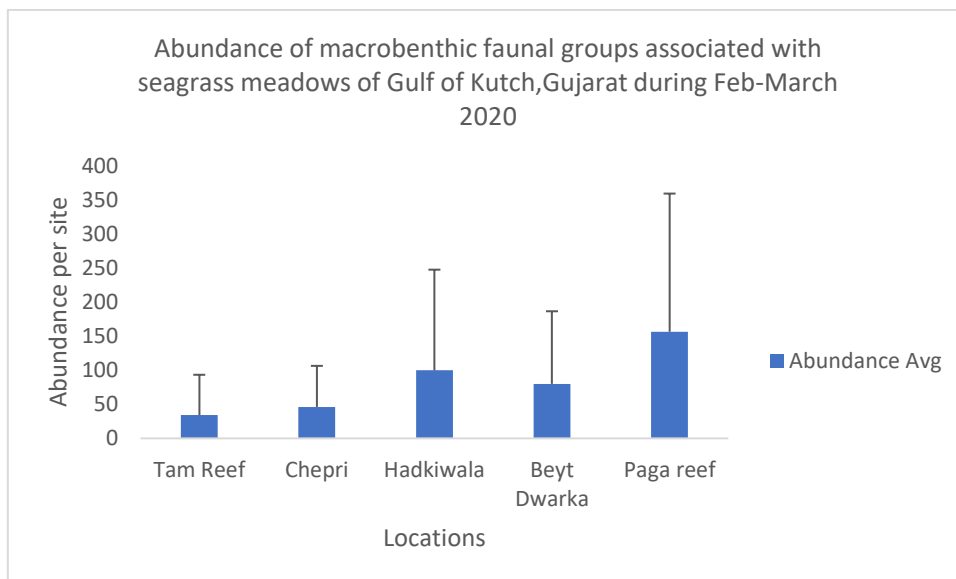 Abundance of macrobenthic faunal groups associated with
seagrass meadows of Gulf of Kutch,Gujarat during Feb-March
2020
400
350
300
250
200
150
100
50
0
Abundance per site
Tam Reef
Chepri
Hadkiwala
Beyt
Dwarka
Paga reef
Locations
Abundance Avg